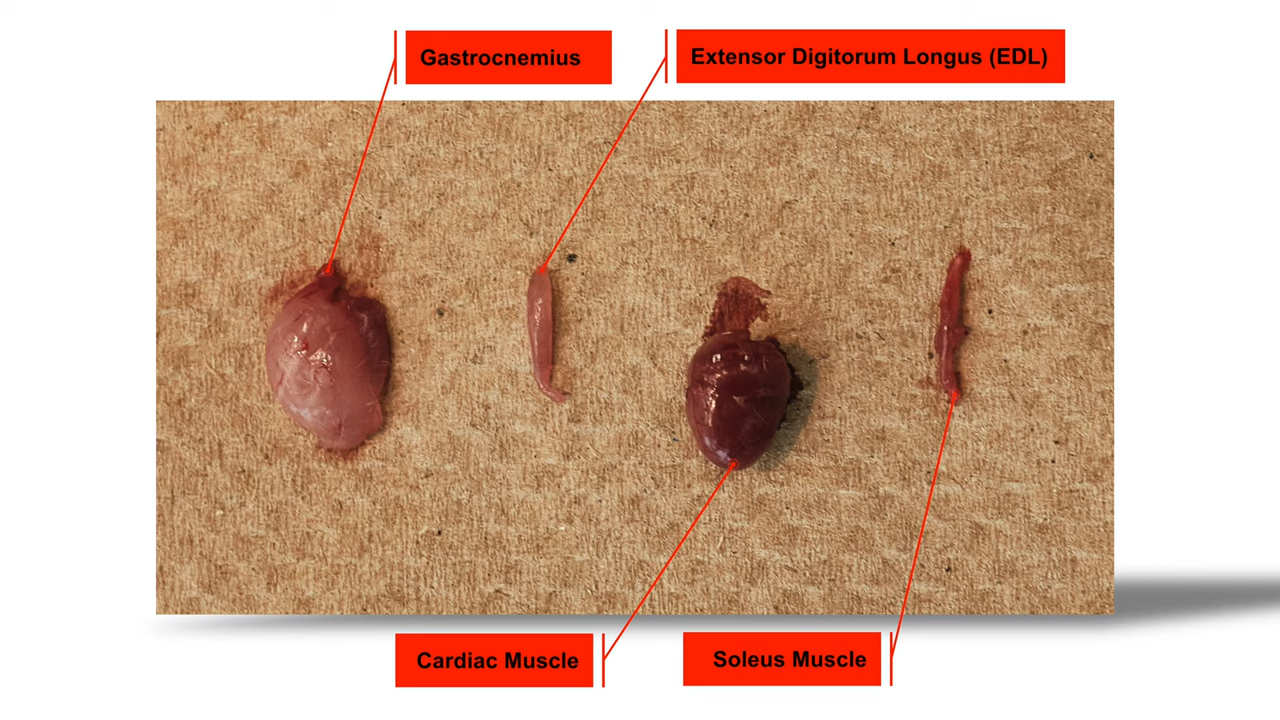 Gastrocnemius
Extensor Digitorum Longus (EDL)
Cardiac Muscle
Soleus Muscle